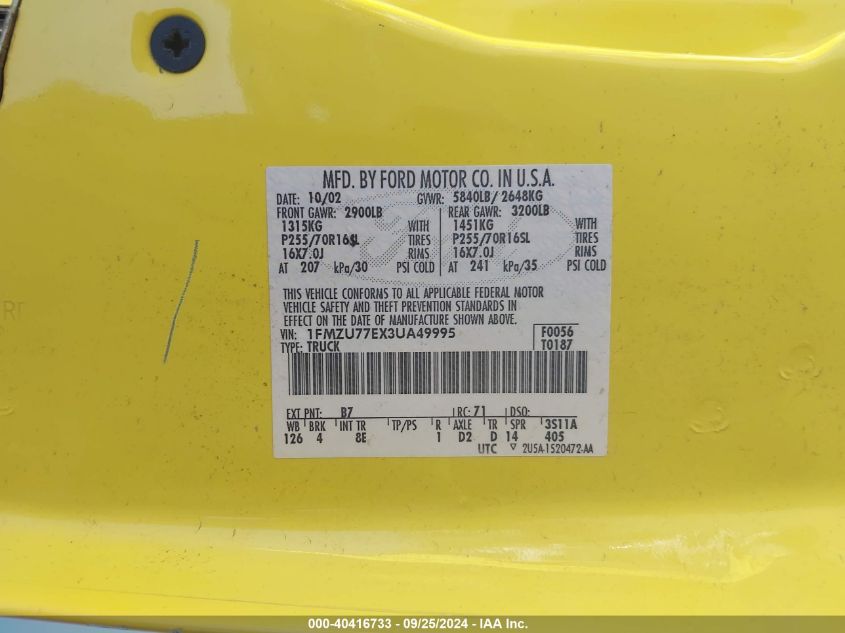 MFD. BY FORD MOTOR CO. IN U.S.A.
DATE: 10/02 GVWR: 5840LB/ 2648KG
FRONT GAWR: 2900LB REAR GAWR: 3200LB
1315KG WITH 1451KG WITH
P255/70R16SL TIRES P255/70R16SL TIRES
16X7.0J RIMS 16X7.0J RIMS
AT 207 kPa/30 PSI COLD AT 241 kPa/35 PSI COLD
THIS VEHICLE CONFORMS TO ALL APPLICABLE FEDERAL MOTOR
VEHICLE SAFETY AND THEFT PREVENTION STANDARDS IN
EFFECT ON THE DATE OF MANUFACTURE SHOWN ABOVE.
VIN: 1FMZU77EX3UA49995 F0056
TYPE: TRUCK T0187
EXT PNT: B7 RC: 71 DSO:
WB BRK INT TR TP/PS R AXLE TR SPR 3S11A
126 4 8E 1 D2 D 14 405
UTC ▽ 2U5A-1520472-AA
000-40416733 - 09/25/2024 - IAA Inc.